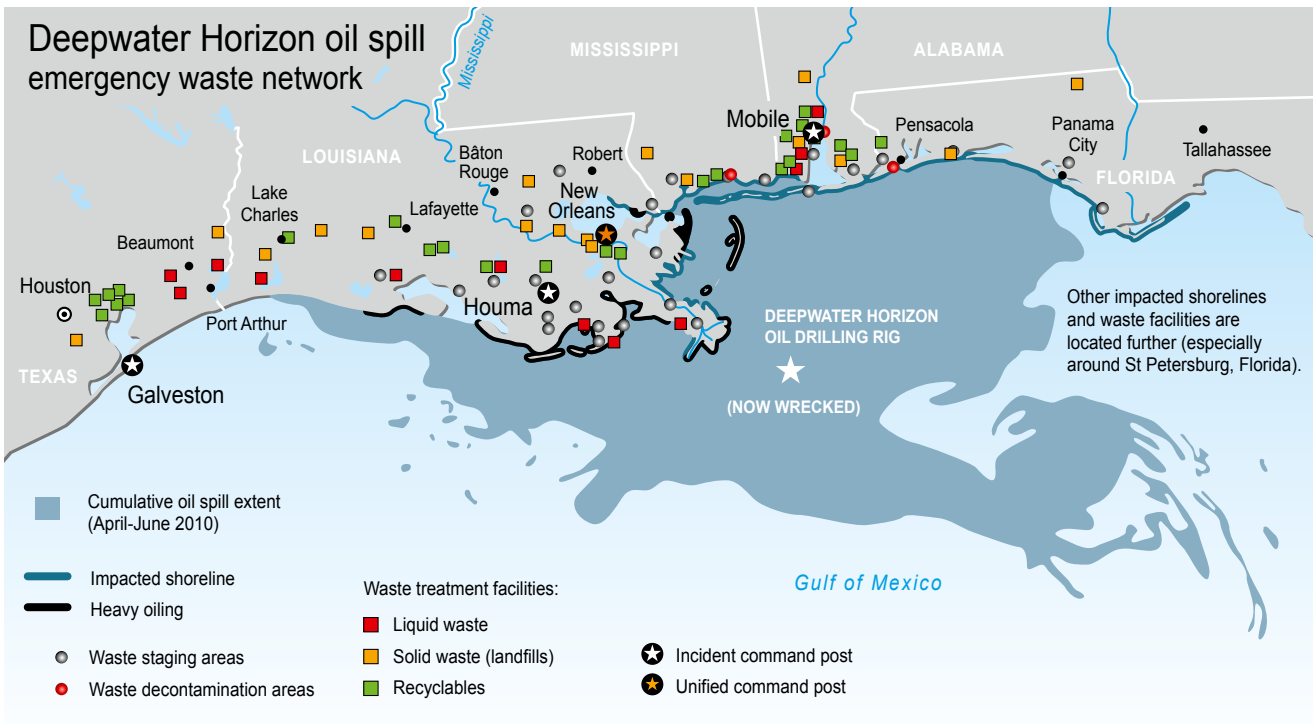 Deepwater Horizon oil spill
emergency waste network
Mississippi
MISSISSIPPI
ALABAMA
LOUISIANA
Bâton
Rouge
Robert
Mobile
Pensacola
Panama
City
Tallahassee
FLORIDA
Lake
Charles
Lafayette
New
Orleans
Beaumont
Houston
Port Arthur
Houma
TEXAS
Galveston
DEEPWATER HORIZON
OIL DRILLING RIG
(NOW WRECKED)
Other impacted shorelines
and waste facilities are
located further (especially
around St Petersburg, Florida).
Cumulative oil spill extent
(April-June 2010)
Impacted shoreline
Heavy oiling
Waste staging areas
Waste decontamination areas
Waste treatment facilities:
Liquid waste
Solid waste (landfills)
Recyclables
Gulf of Mexico
Incident command post
Unified command post